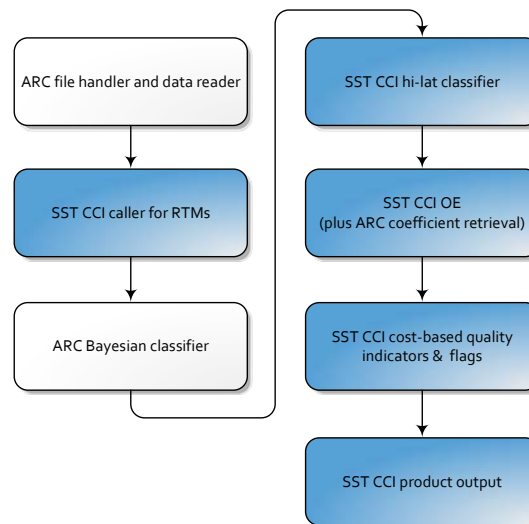 ARC file handler and data reader
SST CCI caller for RTMs
ARC Bayesian classifier
SST CCI hi-lat classifier
SST CCI OE
(plus ARC coefficient retrieval)
SST CCI cost-based quality
indicators & flags
SST CCI product output